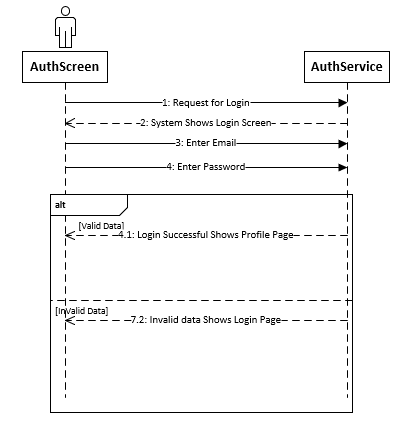 AuthScreen
AuthService
1: Request for Login
2: System Shows Login Screen
3: Enter Email
4: Enter Password
alt
[Valid Data]
4.1: Login Successful Shows Profile Page
[InValid Data]
7.2: Invalid data Shows Login Page